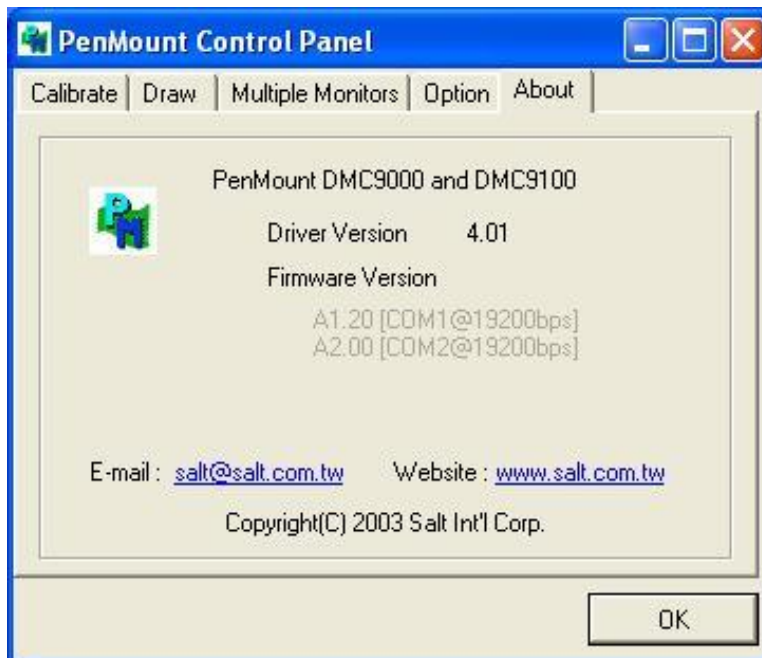 PenMount Control Panel
Calibrate Draw Multiple Monitors Option About
PenMount DMC9000 and DMC9100
Driver Version 4.01
Firmware Version
A1.20 [COM1@19200bps]
A2.00 [COM2@19200bps]
E-mail : salt@salt.com.tw Website : www.salt.com.tw
Copyright(C) 2003 Salt Int'l Corp.
OK